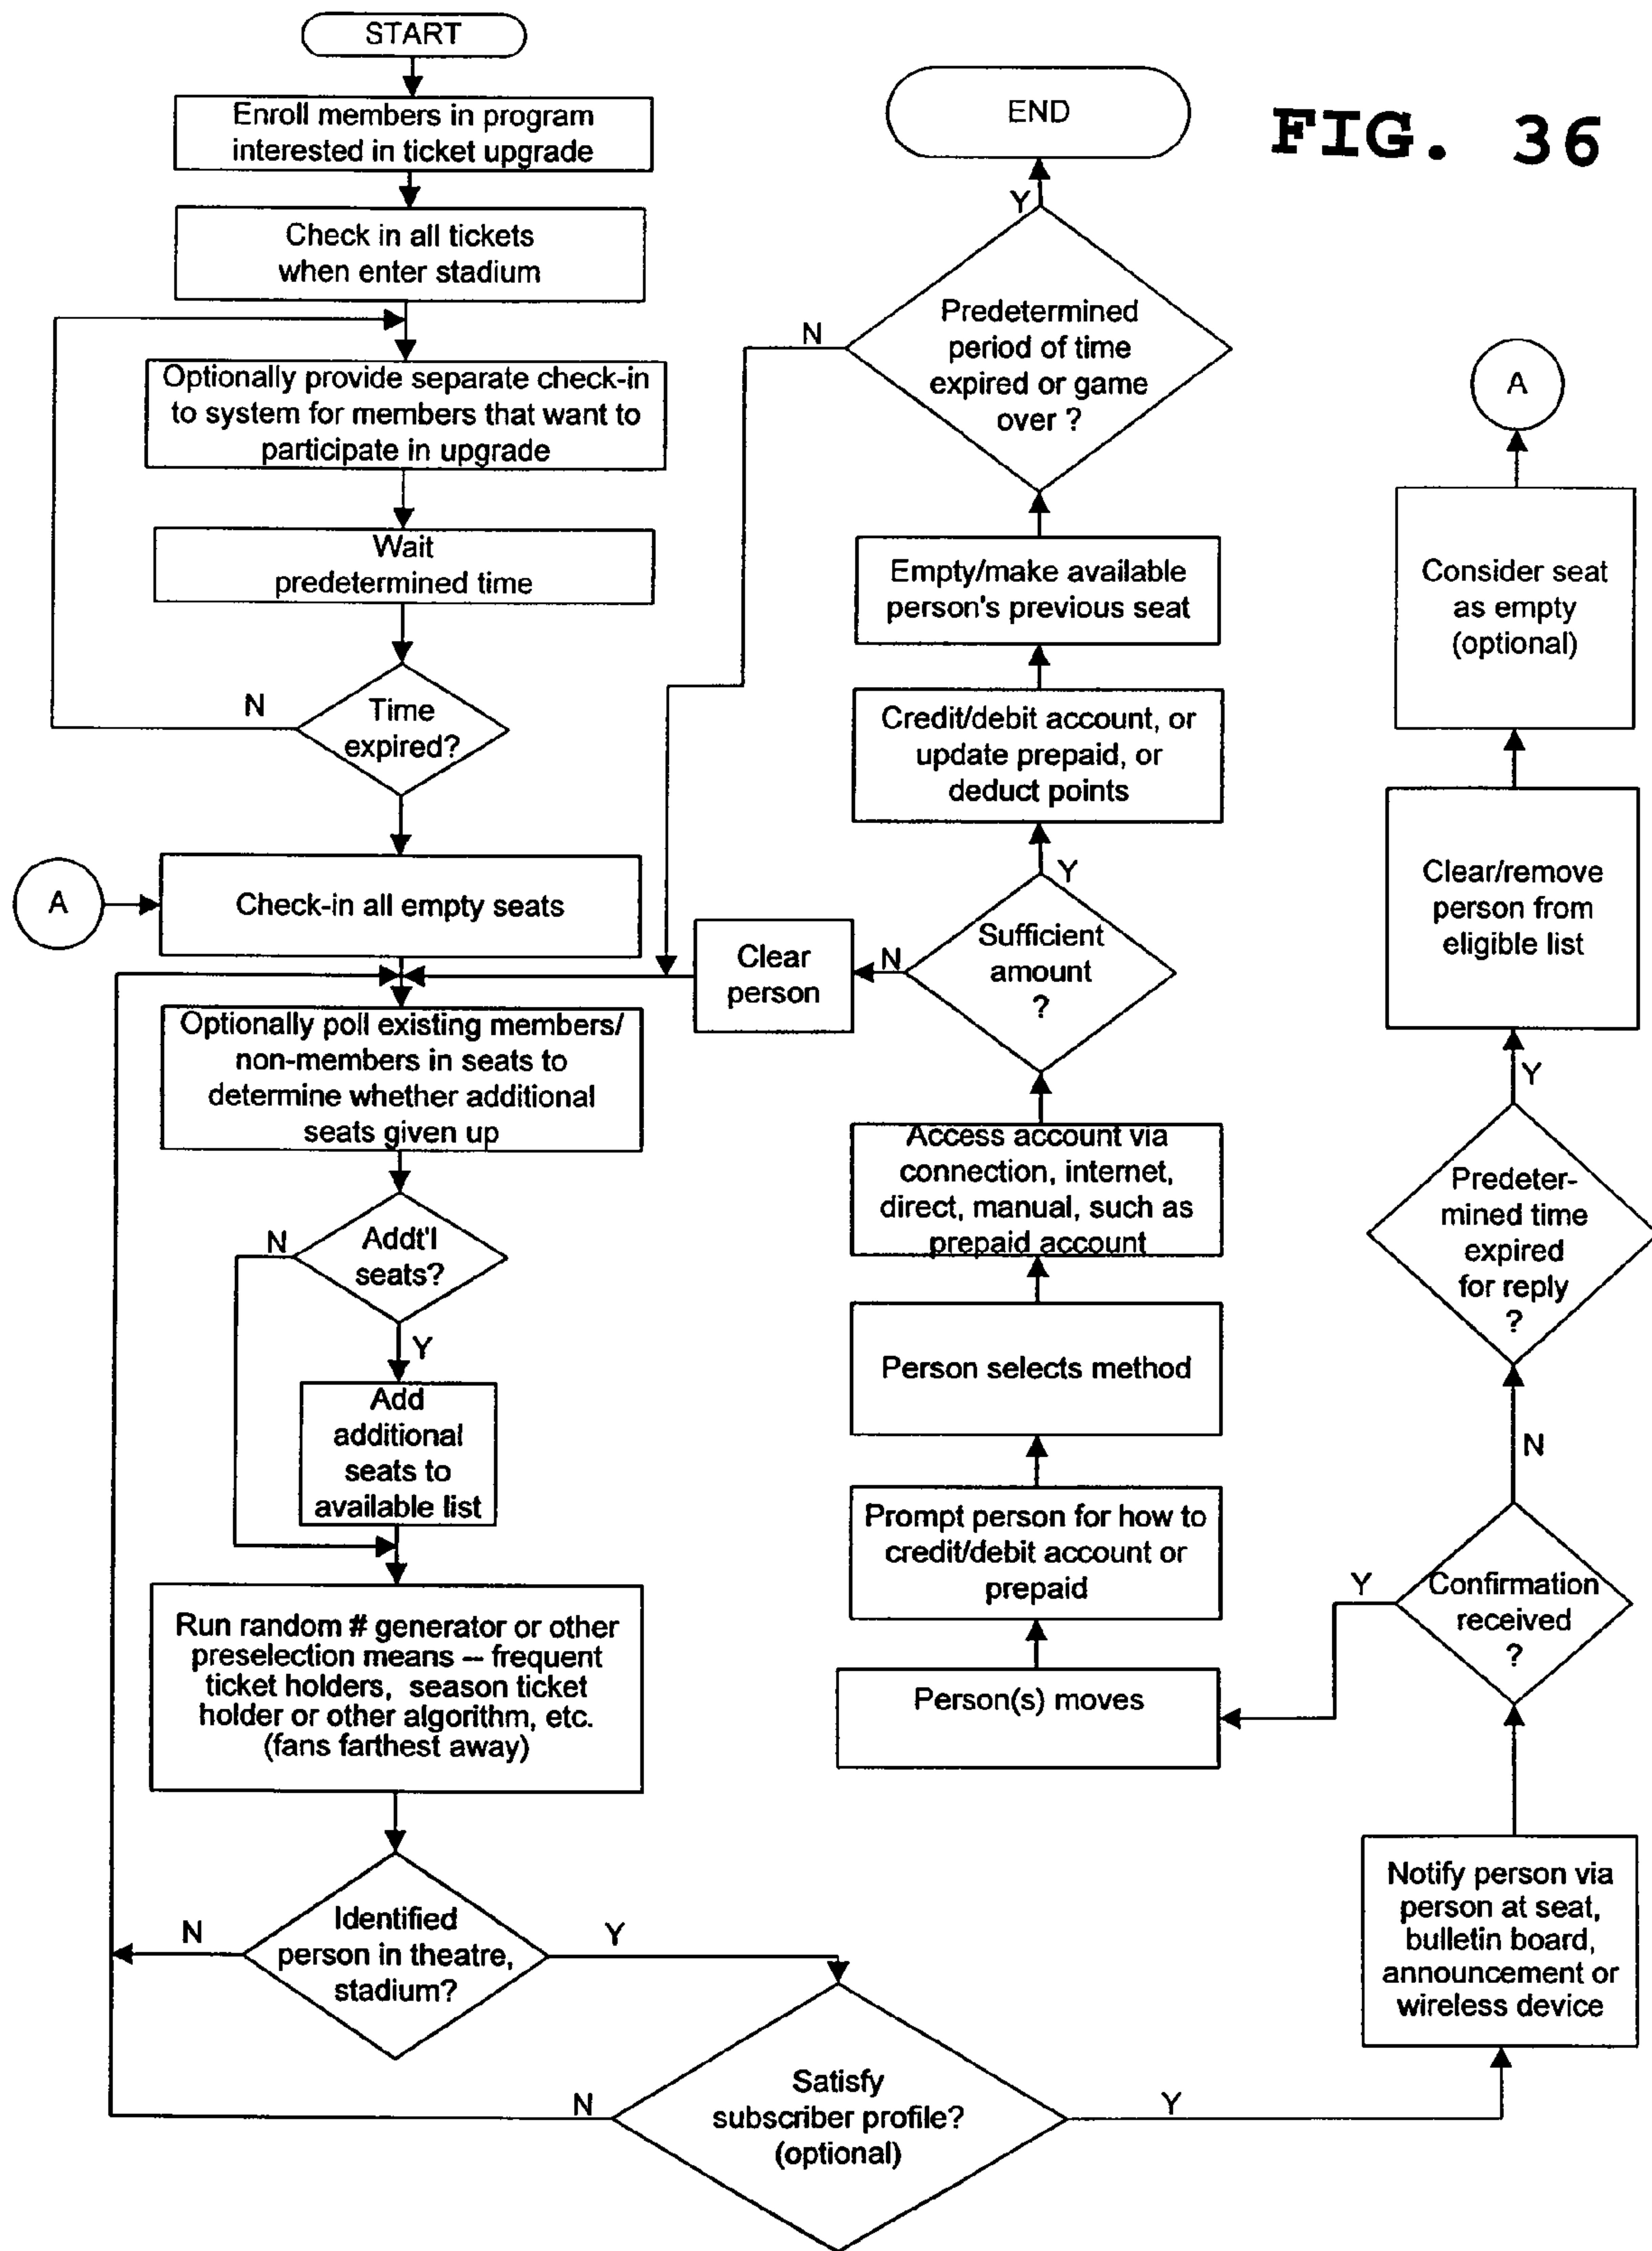 START
Enroll members in program
interested in ticket upgrade
Check in all tickets
when enter stadium
Optionally provide separate check-in
to system for members that want to
participate in upgrade
Wait
predetermined time
N
Time
expired?
A
Check-in all empty seats
Optionally poll existing members/
non-members in seats to
determine whether additional
seats given up
N
Addt'l
seats?
Y
Add
additional
seats to
available list
Run random # generator or other
preselection means – frequent
ticket holders, season ticket
holder or other algorithm, etc.
(fans farthest away)
N
Identified
person in theatre,
stadium?
Y
N
Satisfy
subscriber profile?
(optional)
Y
END
Y
N
Predetermined
period of time
expired or game
over ?
Empty/make available
person's previous seat
Credit/debit account, or
update prepaid, or
deduct points
Y
Clear
person
N
Sufficient
amount
?
Access account via
connection, internet,
direct, manual, such as
prepaid account
Person selects method
Prompt person for how to
credit/debit account or
prepaid
Person(s) moves
FIG. 36
A
Consider seat
as empty
(optional)
Clear/remove
person from
eligible list
Y
Predeter-
mined time
expired
for reply
?
N
Y
Confirmation
received
?
Notify person via
person at seat,
bulletin board,
announcement or
wireless device